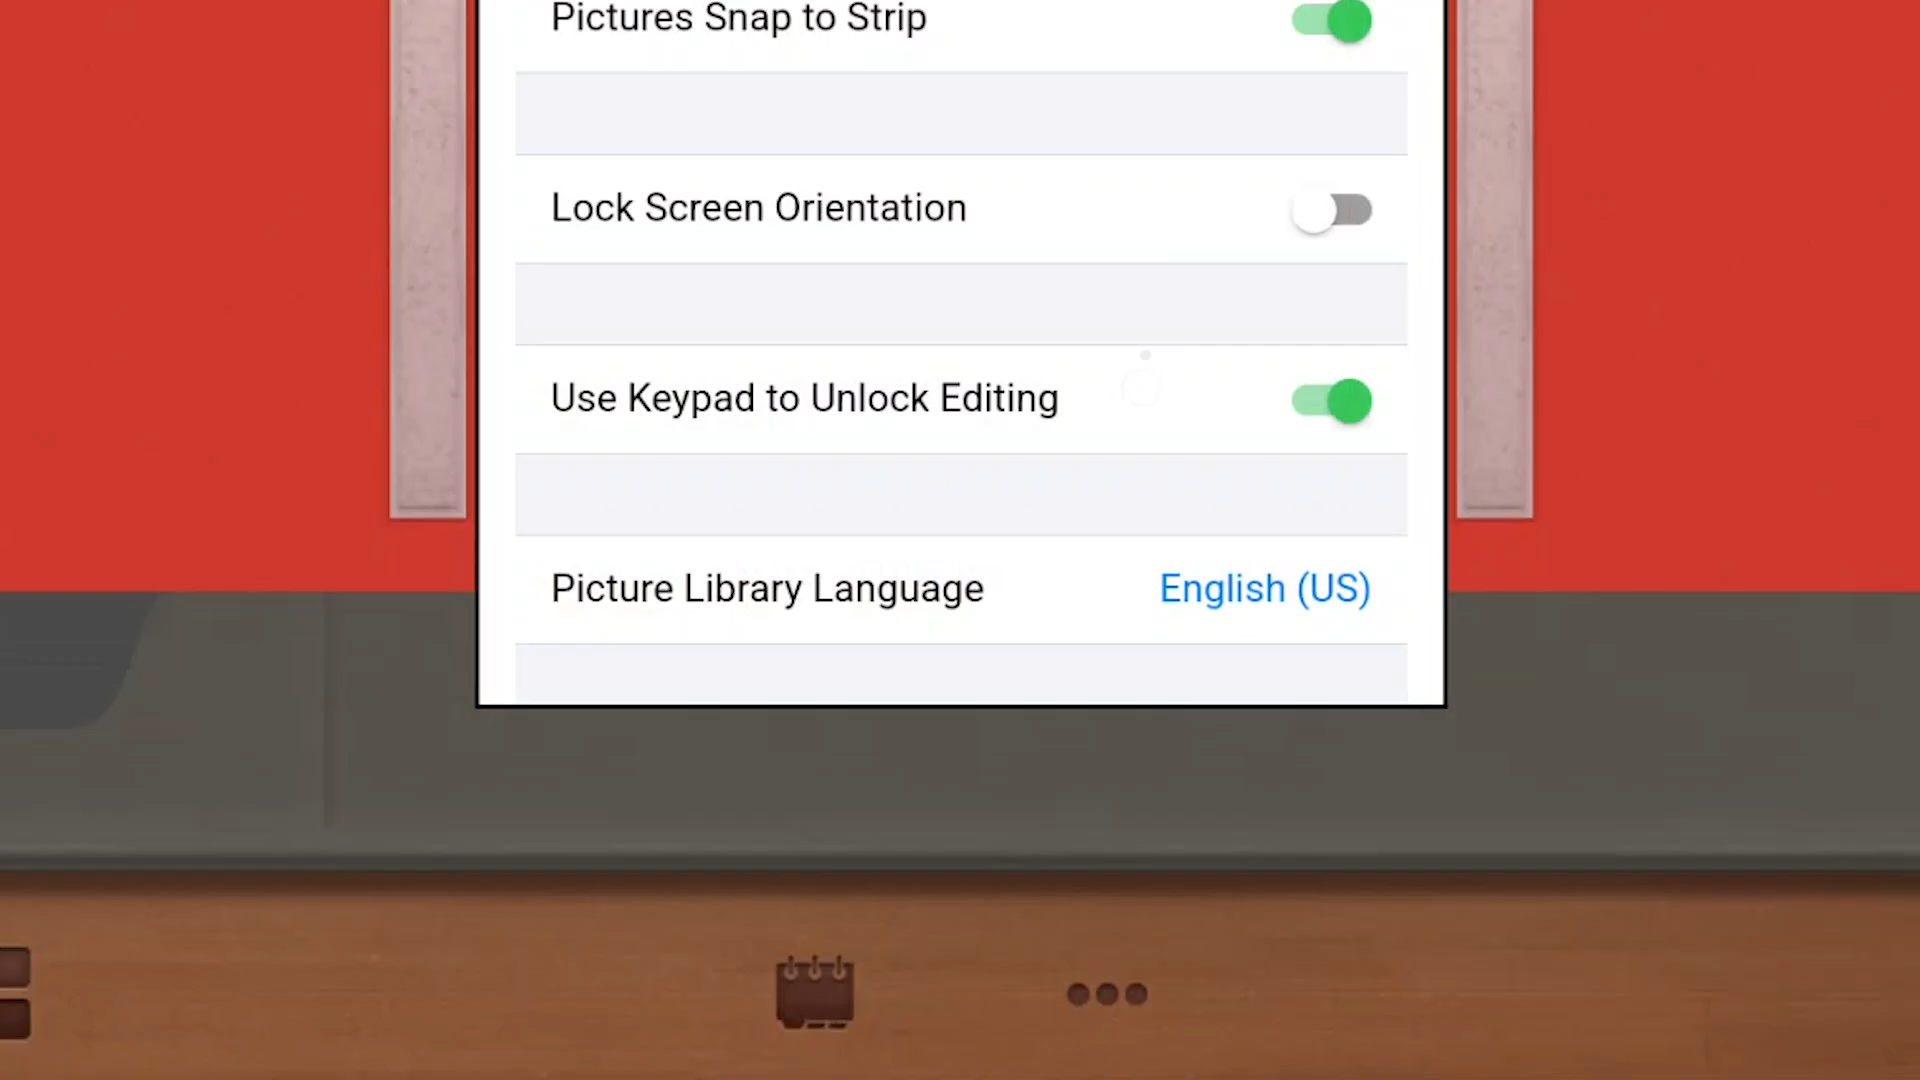 Pictures Snap to Strip
Lock Screen Orientation
Use Keypad to Unlock Editing
Picture Library Language English (US)